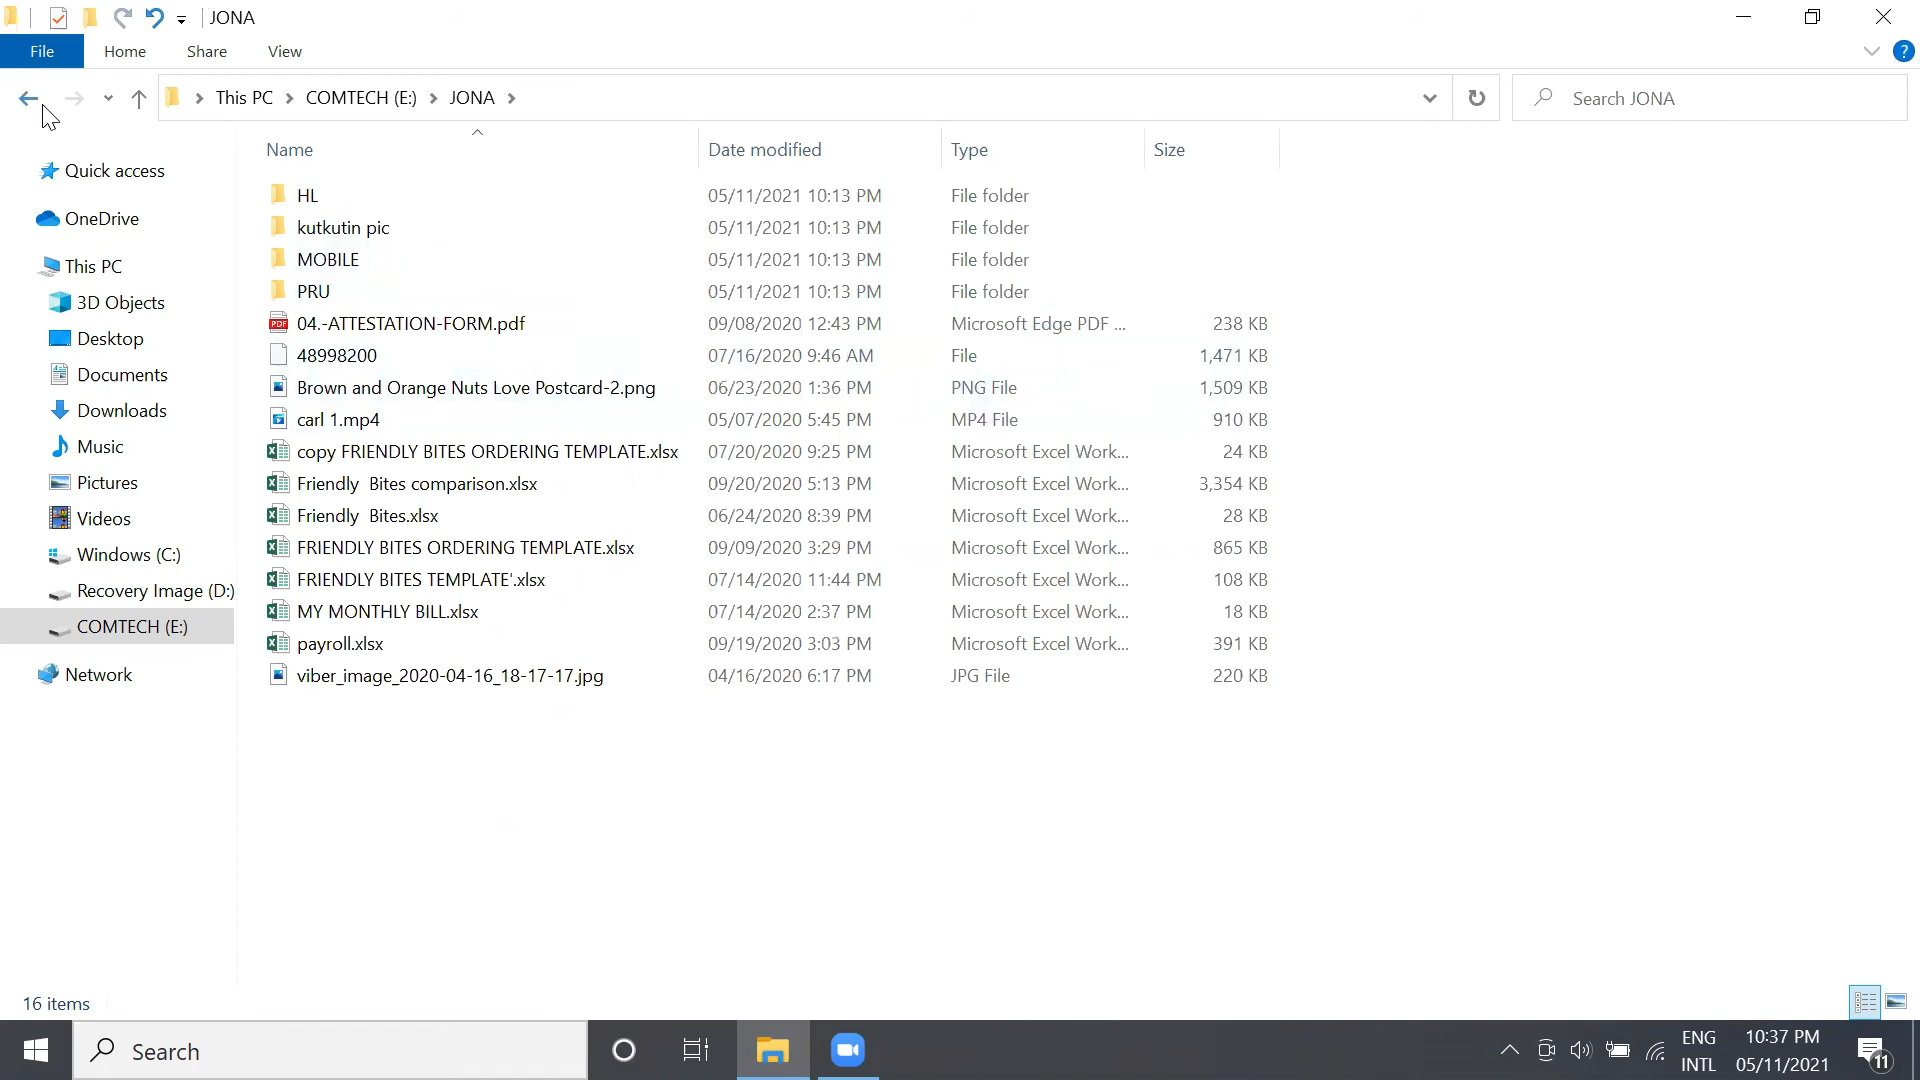 JONA
File Home Share View ?
This PC COMTECH (E:) JONA Search JONA
Name Date modified Type Size
Quick access
OneDrive
This PC
3D Objects
Desktop
Documents
Downloads
Music
Pictures
Videos
Windows (C:)
Recovery Image (D:)
COMTECH (E:)
Network
HL 05/11/2021 10:13 PM File folder
kutkutin pic 05/11/2021 10:13 PM File folder
MOBILE 05/11/2021 10:13 PM File folder
PRU 05/11/2021 10:13 PM File folder
PDF 04.-ATTESTATION-FORM.pdf 09/08/2020 12:43 PM Microsoft Edge PDF ... 238 KB
48998200 07/16/2020 9:46 AM File 1,471 KB
Brown and Orange Nuts Love Postcard-2.png 06/23/2020 1:36 PM PNG File 1,509 KB
carl 1.mp4 05/07/2020 5:45 PM MP4 File 910 KB
copy FRIENDLY BITES ORDERING TEMPLATE.xlsx 07/20/2020 9:25 PM Microsoft Excel Work... 24 KB
Friendly  Bites comparison.xlsx 09/20/2020 5:13 PM Microsoft Excel Work... 3,354 KB
Friendly  Bites.xlsx 06/24/2020 8:39 PM Microsoft Excel Work... 28 KB
FRIENDLY BITES ORDERING TEMPLATE.xlsx 09/09/2020 3:29 PM Microsoft Excel Work... 865 KB
FRIENDLY BITES TEMPLATE'.xlsx 07/14/2020 11:44 PM Microsoft Excel Work... 108 KB
MY MONTHLY BILL.xlsx 07/14/2020 2:37 PM Microsoft Excel Work... 18 KB
payroll.xlsx 09/19/2020 3:03 PM Microsoft Excel Work... 391 KB
viber_image_2020-04-16_18-17-17.jpg 04/16/2020 6:17 PM JPG File 220 KB
16 items
Search
ENG 10:37 PM
INTL 05/11/2021 11